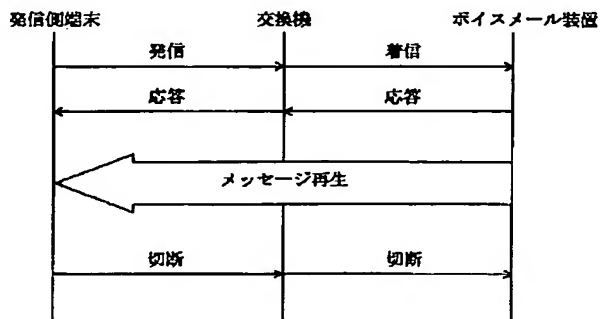 発信側端末 交換機 ボイスメール装置
発信 着信
応答 応答
メッセージ再生
切断 切断